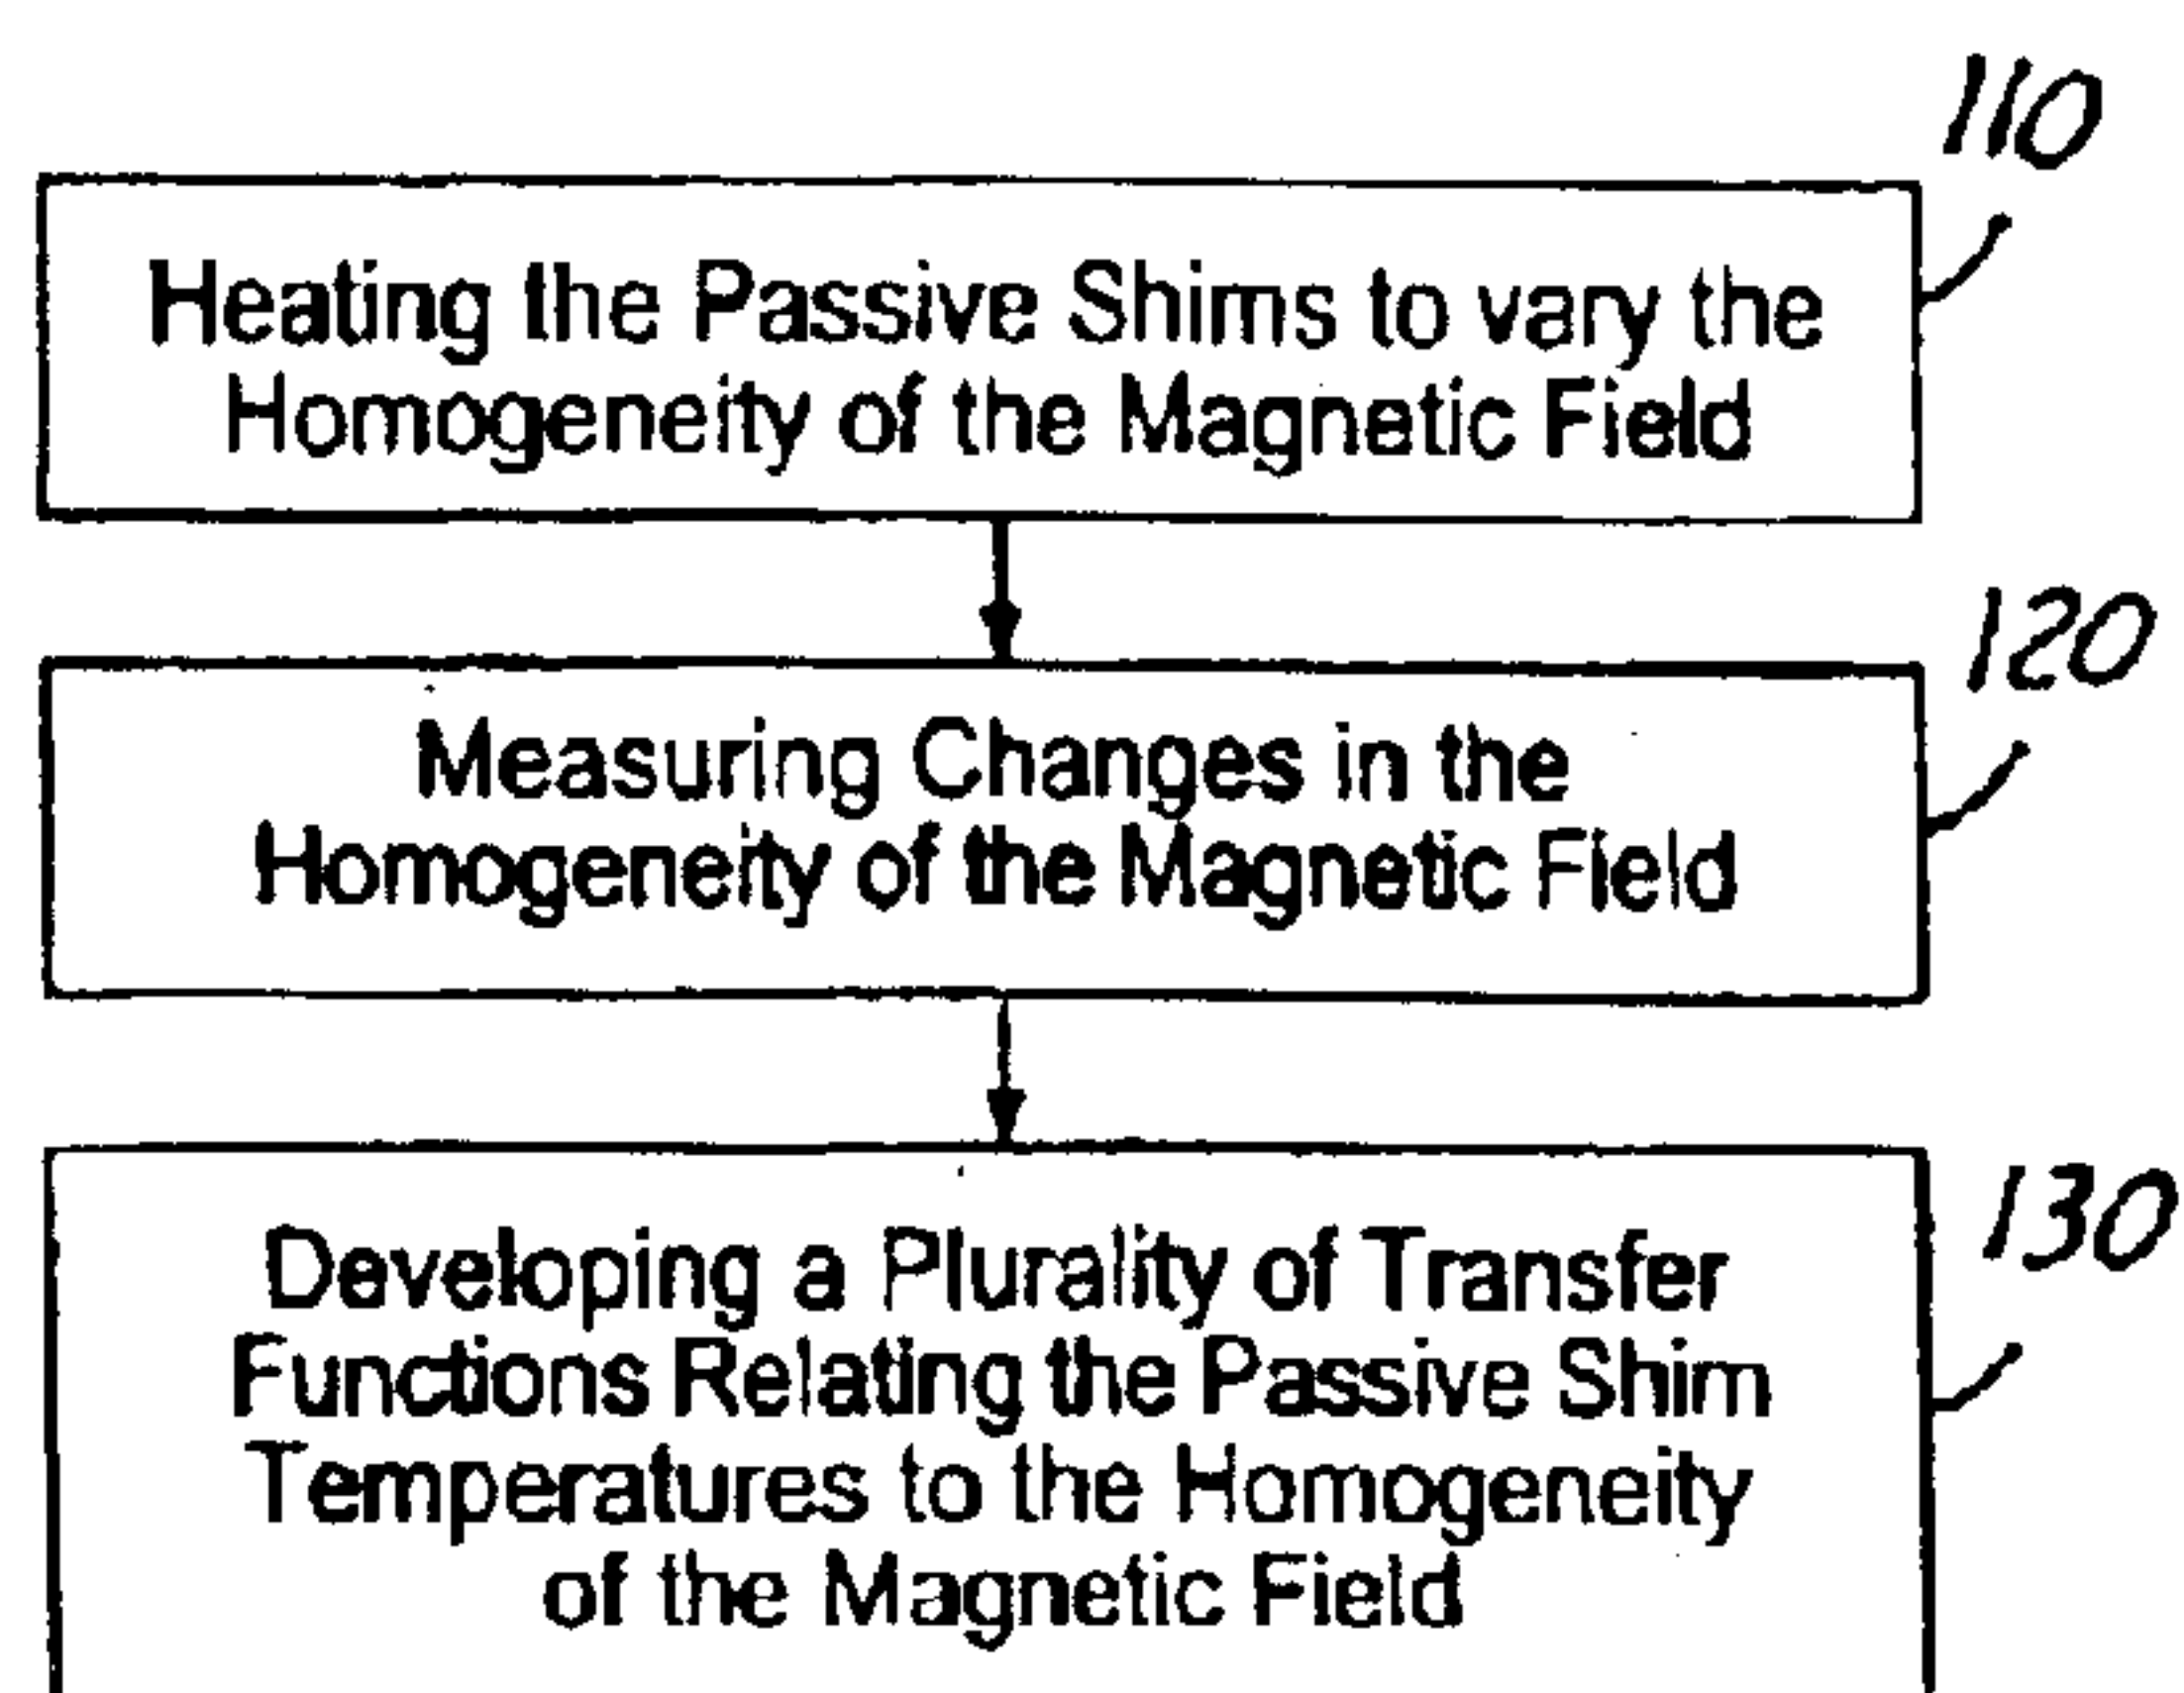 110
Heating the Passive Shims to vary the
Homogeneity of the Magnetic Field
120
Measuring Changes in the
Homogeneity of the Magnetic Field
130
Developing a Plurality of Transfer
Functions Relating the Passive Shim
Temperatures to the Homogeneity
of the Magnetic Field